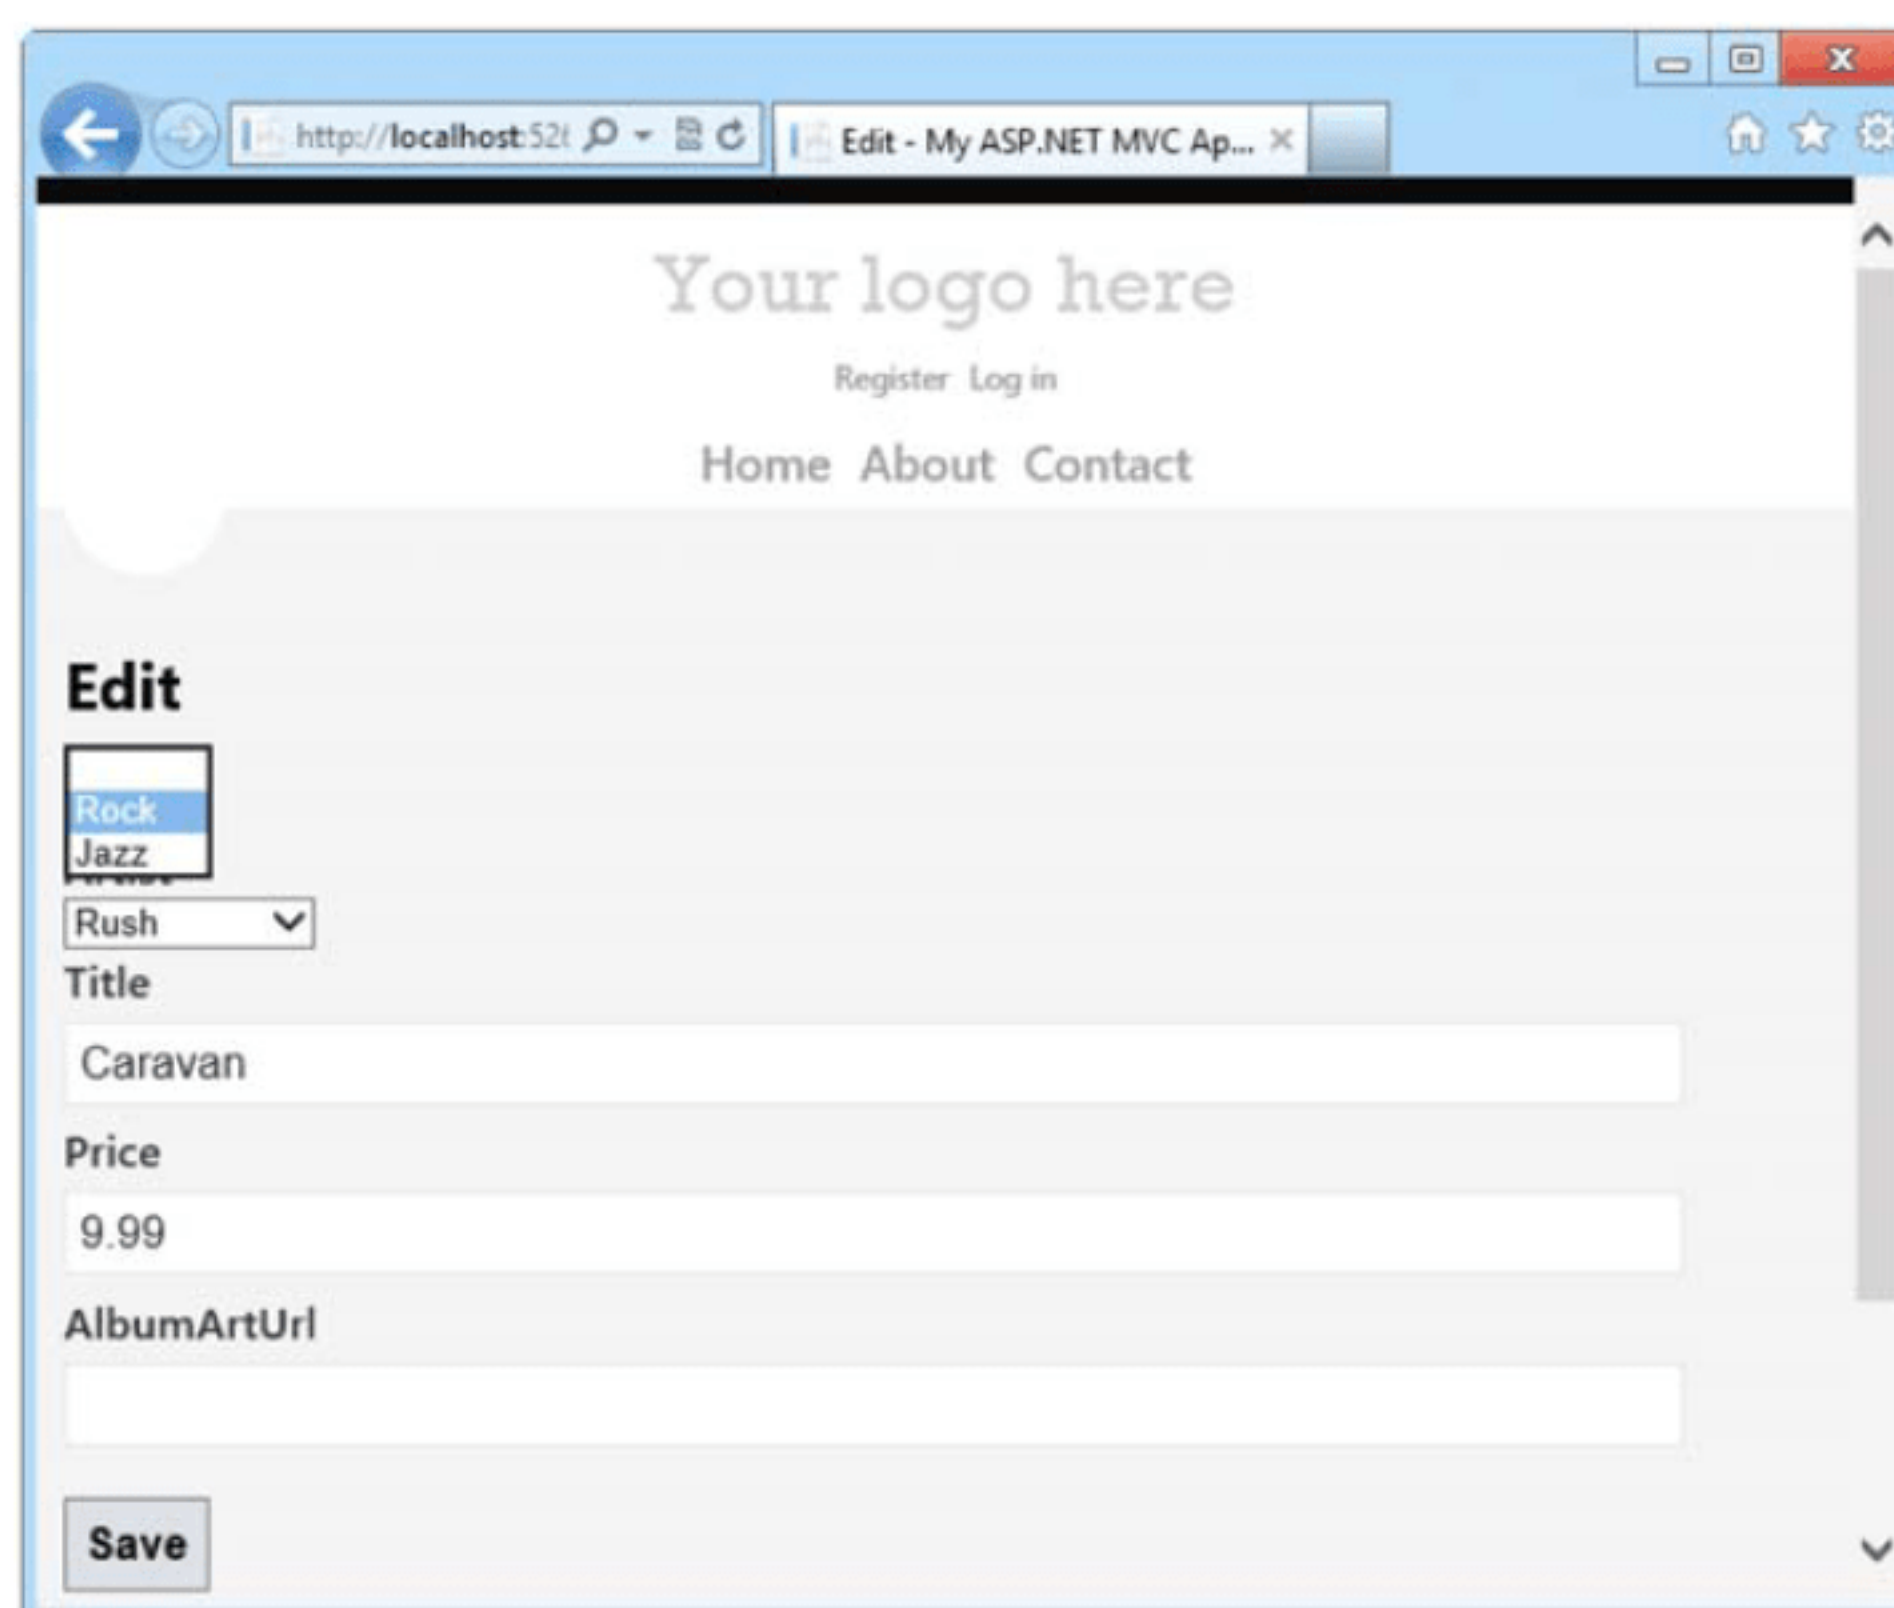 http://localhost:52
Edit - My ASP.NET MVC Ap...
Your logo here
Register Log in
Home About Contact
Edit
Rock
Jazz
Rush
Title
Caravan
Price
9.99
AlbumArtUrl
Save